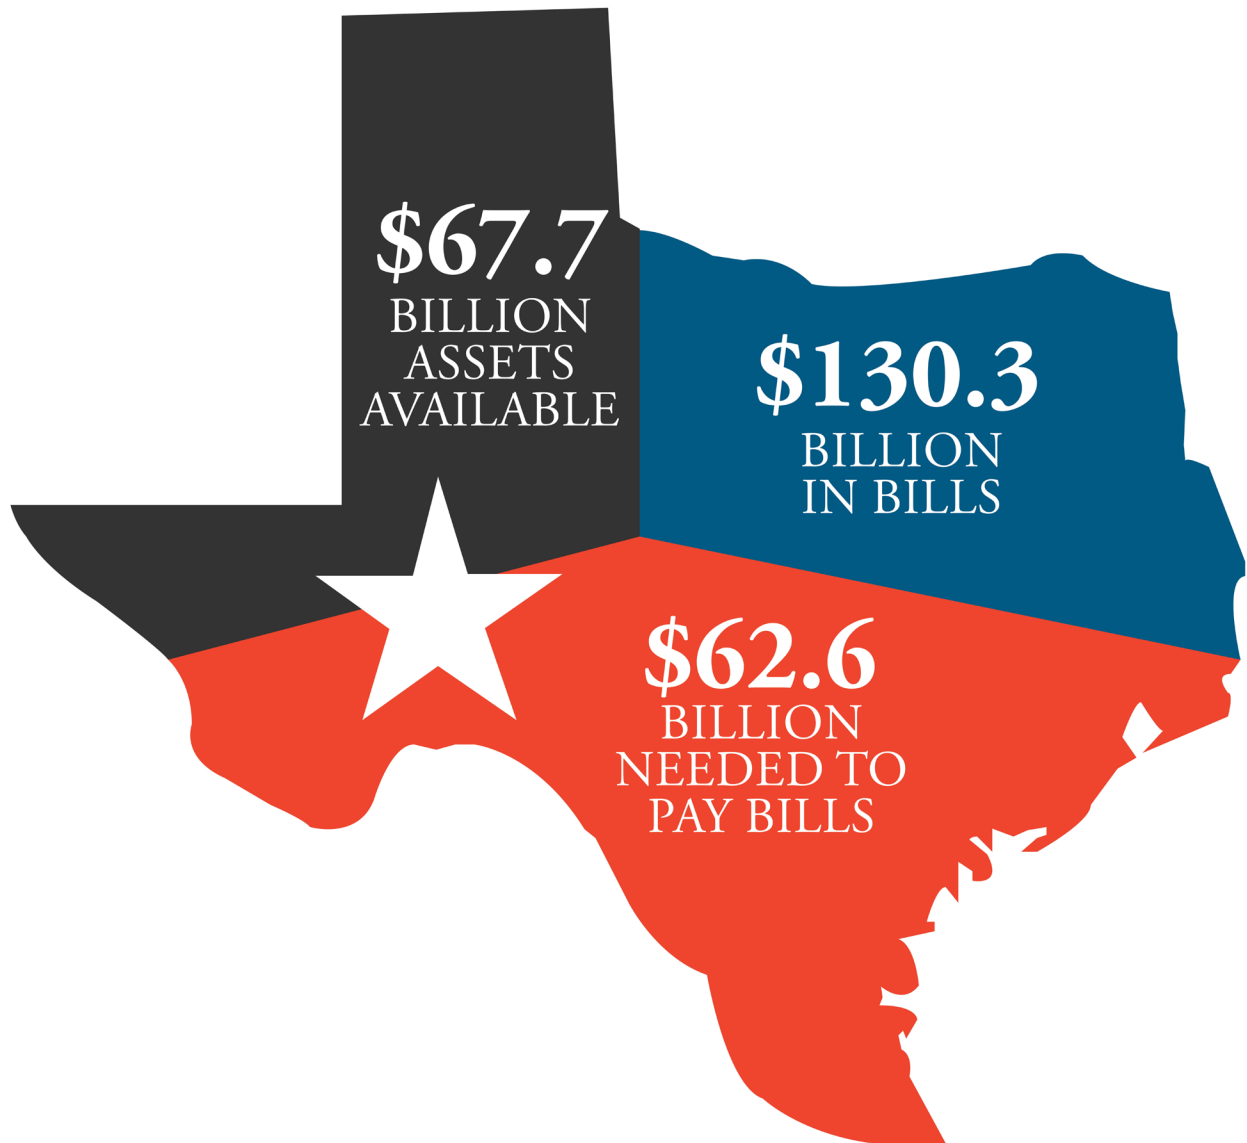 $67.7
BILLION
ASSETS
AVAILABLE
$130.3
BILLION
IN BILLS
$62.6
BILLION
NEEDED TO
PAY BILLS